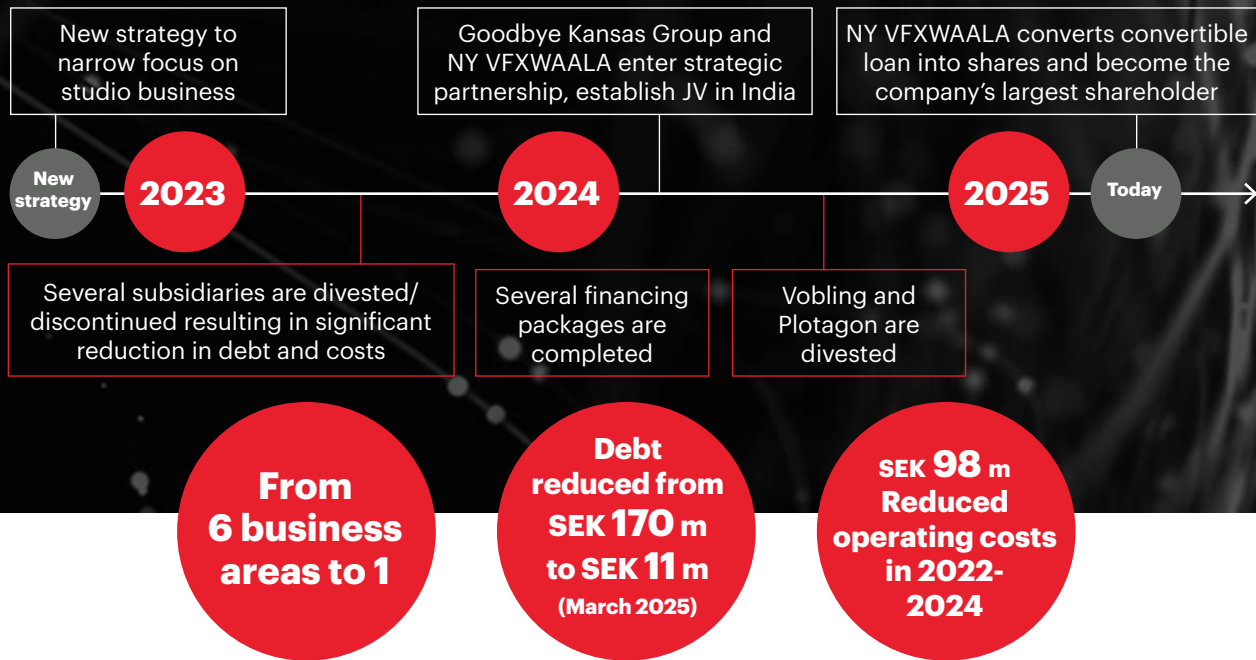 New strategy to
narrow focus on
studio business
Goodbye Kansas Group and
NY VFXWAALA enter strategic
partnership, establish JV in India
NY VFXWAALA converts convertible
loan into shares and become the
company’s largest shareholder
New
strategy
2023
2024
2025
Today
Several subsidiaries are divested/
discontinued resulting in significant
reduction in debt and costs
Several financing
packages are
completed
Vobling and
Plotagon are
divested
From
6 business
areas to 1
Debt
reduced from
SEK 170 m
to SEK 11 m
(March 2025)
SEK 98 m
Reduced
operating costs
in 2022-
2024